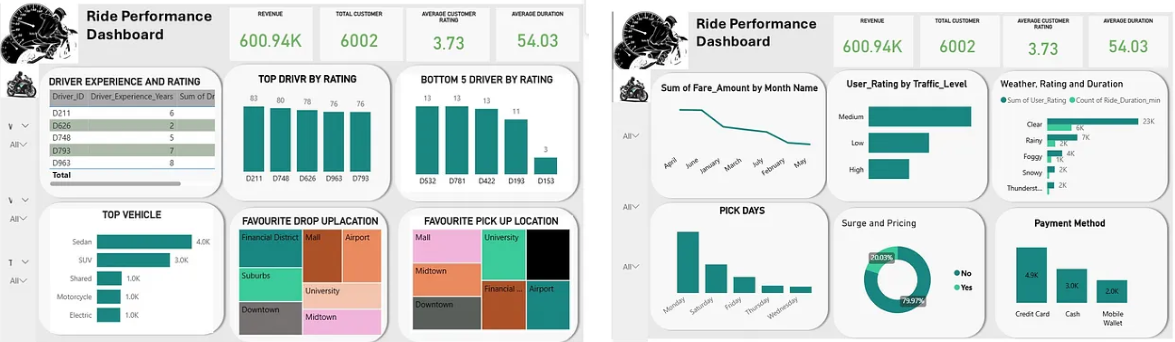 Ride Performance
Dashboard
REVENUE
600.94K
TOTAL CUSTOMER
6002
AVERAGE CUSTOMER
RATING
3.73
AVERAGE DURATION
54.03
All
All
All
DRIVER EXPERIENCE AND RATING
Driver_ID Driver_Experience_Years Sum of Dr
D211 6
D626 2
D748 5
D793 7
D963 8
Total
TOP DRIVR BY RATING
83 80 78 76 76
D211 D748 D626 D963 D793
BOTTOM 5 DRIVER BY RATING
13 13 13 11 3
D532 D781 D422 D193 D153
TOP VEHICLE
Sedan 4.0K
SUV 3.0K
Shared 1.0K
Motorcycle 1.0K
Electric 1.0K
FAVOURITE DROP UPLACATION
Financial District Mall Airport
Suburbs
University
Downtown
Midtown
FAVOURITE PICK UP LOCATION
Mall University
Midtown
Financial ... Airport
Downtown
Ride Performance
Dashboard
REVENUE
600.94K
TOTAL CUSTOMER
6002
AVERAGE CUSTOMER
RATING
3.73
AVERAGE DURATION
54.03
All
All
All
Sum of Fare_Amount by Month Name
April June January March July February May
User_Rating by Traffic_Level
Medium
Low
High
Weather, Rating and Duration
Sum of User_Rating Count of Ride_Duration_min
Clear 23K
6K
Rainy 7K
2K
Foggy 4K
1K
Snowy 2K
Thunderst... 2K
PICK DAYS
Monday Saturday Friday Thursday Wednesday
Surge and Pricing
20.03%
79.97%
No
Yes
Payment Method
4.9K 3.0K 2.0K
Credit Card Cash Mobile
Wallet